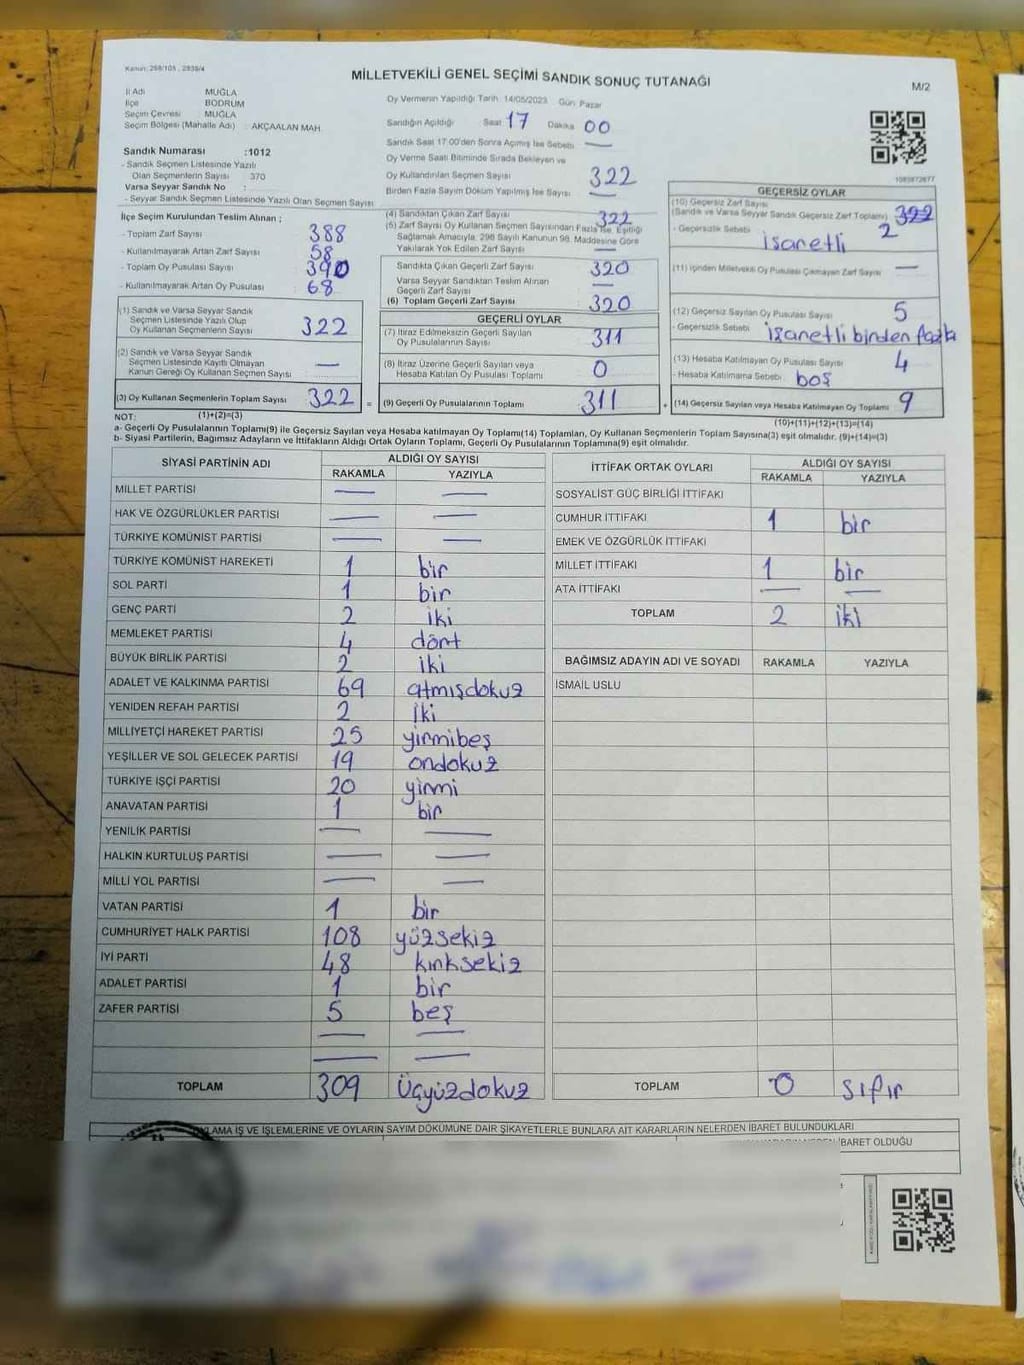 Kanun: 298/105 , 2839/4
MİLLETVEKİLİ GENEL SEÇİMİ SANDIK SONUÇ TUTANAĞI
M/2
İl Adı MUĞLA
İlçe BODRUM
Seçim Çevresi MUĞLA
Seçim Bölgesi (Mahalle Adı) : AKÇAALAN MAH.
Sandık Numarası :1012
- Sandık Seçmen Listesinde Yazılı
Olan Seçmenlerin Sayısı 370
Varsa Seyyar Sandık No :
- Seyyar Sandık Seçmen Listesinde Yazılı Olan Seçmen Sayısı
Oy Vermenin Yapıldığı Tarih 14/05/2023 Gün Pazar
Sandığın Açıldığı Saat 17 Dakika 00
Sandık Saat 17:00'den Sonra Açılmış İse Sebebi —
Oy Verme Saati Bitiminde Sırada Bekleyen ve
Oy Kullandırılan Seçmen Sayısı 322
Birden Fazla Sayım Döküm Yapılmış İse Sayısı —
İlçe Seçim Kurulundan Teslim Alınan ;
- Toplam Zarf Sayısı 388
- Kullanılmayarak Artan Zarf Sayısı 58
- Toplam Oy Pusulası Sayısı 390
- Kullanılmayarak Artan Oy Pusulası 68
(1) Sandık ve Varsa Seyyar Sandık
Seçmen Listesinde Yazılı Olup
Oy Kullanan Seçmenlerin Sayısı 322
(2) Sandık ve Varsa Seyyar Sandık
Seçmen Listesinde Kayıtlı Olmayan
Kanun Gereği Oy Kullanan Seçmen Sayısı —
(3) Oy Kullanan Seçmenlerin Toplam Sayısı 322 =
(4) Sandıktan Çıkan Zarf Sayısı 322
(5) Zarf Sayısı Oy Kullanan Seçmen Sayısından Fazla ise, Eşitliği
Sağlamak Amacıyla, 298 Sayılı Kanunun 98. Maddesine Göre
Yakılarak Yok Edilen Zarf Sayısı —
Sandıkta Çıkan Geçerli Zarf Sayısı 320
Varsa Seyyar Sandıktan Teslim Alınan
Geçerli Zarf Sayısı —
(6) Toplam Geçerli Zarf Sayısı 320
GEÇERLİ OYLAR
(7) İtiraz Edilmeksizin Geçerli Sayılan
Oy Pusulalarının Sayısı 311
(8) İtiraz Üzerine Geçerli Sayılan veya
Hesaba Katılan Oy Pusulası Toplamı 0
(9) Geçerli Oy Pusulalarının Toplamı 311 +
1085872677
GEÇERSİZ OYLAR
(10) Geçersiz Zarf Sayısı
(Sandık ve Varsa Seyyar Sandık Geçersiz Zarf Toplamı) 2
- Geçersizlik Sebebi işaretli
(11) İçinden Milletvekili Oy Pusulası Çıkmayan Zarf Sayısı —
(12) Geçersiz Sayılan Oy Pusulası Sayısı 5
- Geçersizlik Sebebi işaretli birden fazla
(13) Hesaba Katılmayan Oy Pusulası Sayısı 4
- Hesaba Katılmama Sebebi boş
(14) Geçersiz Sayılan veya Hesaba Katılmayan Oy Toplamı 9
NOT: (1)+(2)=(3)
(10)+(11)+(12)+(13)=(14)
a- Geçerli Oy Pusulalarının Toplamı(9) ile Geçersiz Sayılan veya Hesaba katılmayan Oy Toplamı(14) Toplamları, Oy Kullanan Seçmenlerin Toplam Sayısına(3) eşit olmalıdır. (9)+(14)=(3)
b- Siyasi Partilerin, Bağımsız Adayların ve İttifakların Aldığı Ortak Oyların Toplamı, Geçerli Oy Pusulalarının Toplamına(9) eşit olmalıdır.
SİYASİ PARTİNİN ADI ALDIĞI OY SAYISI
RAKAMLA YAZIYLA
MİLLET PARTİSİ — —
HAK VE ÖZGÜRLÜKLER PARTİSİ — —
TÜRKİYE KOMÜNİST PARTİSİ — —
TÜRKİYE KOMÜNİST HAREKETİ 1 bir
SOL PARTİ 1 bir
GENÇ PARTİ 2 iki
MEMLEKET PARTİSİ 4 dört
BÜYÜK BİRLİK PARTİSİ 2 iki
ADALET VE KALKINMA PARTİSİ 69 atmışdokuz
YENİDEN REFAH PARTİSİ 2 iki
MİLLİYETÇİ HAREKET PARTİSİ 25 yirmibeş
YEŞİLLER VE SOL GELECEK PARTİSİ 19 ondokuz
TÜRKİYE İŞÇİ PARTİSİ 20 yirmi
ANAVATAN PARTİSİ 1 bir
YENİLİK PARTİSİ — —
HALKIN KURTULUŞ PARTİSİ — —
MİLLİ YOL PARTİSİ — —
VATAN PARTİSİ 1 bir
CUMHURİYET HALK PARTİSİ 108 yüzsekiz
İYİ PARTİ 48 kırksekiz
ADALET PARTİSİ 1 bir
ZAFER PARTİSİ 5 beş
— —
— —
TOPLAM 309 Üçyüzdokuz
İTTİFAK ORTAK OYLARI ALDIĞI OY SAYISI
RAKAMLA YAZIYLA
SOSYALİST GÜÇ BİRLİĞİ İTTİFAKI
CUMHUR İTTİFAKI 1 bir
EMEK VE ÖZGÜRLÜK İTTİFAKI
MİLLET İTTİFAKI 1 bir
ATA İTTİFAKI — —
TOPLAM 2 iki
BAĞIMSIZ ADAYIN ADI VE SOYADI RAKAMLA YAZIYLA
İSMAİL USLU
TOPLAM 0 sıfır
LAMA İŞ VE İŞLEMLERİNE VE OYLARIN SAYIM DÖKÜMÜNE DAİR ŞİKAYETLERLE BUNLARA AİT KARARLARIN NELERDEN İBARET BULUNDUKLARI
İBARET OLDUĞU